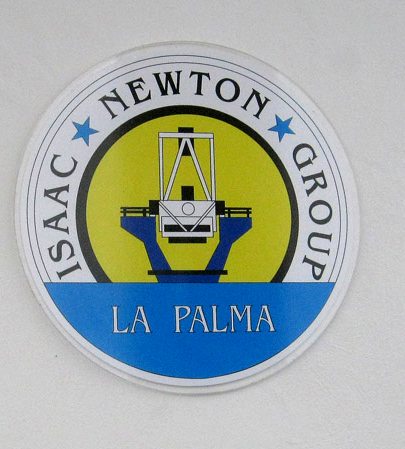 ISAAC NEWTON GROUP
LA PALMA